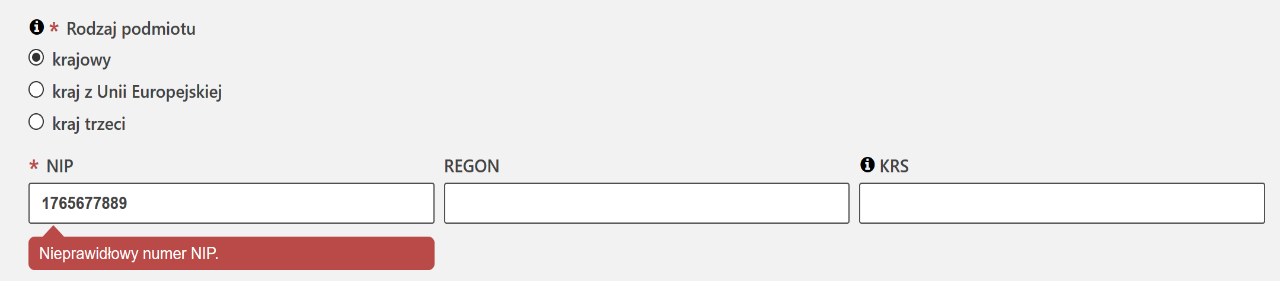 * Rodzaj podmiotu
krajowy
kraj z Unii Europejskiej
kraj trzeci
* NIP REGON KRS
1765677889
Nieprawidłowy numer NIP.